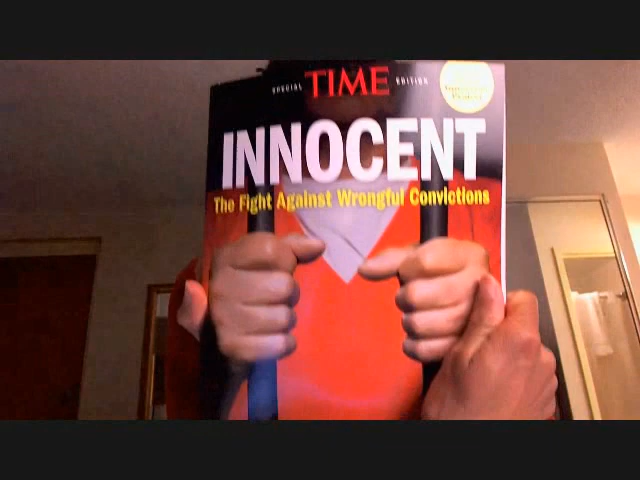 SPECIAL TIME EDITION
INNOCENT
The Fight Against Wrongful Convictions